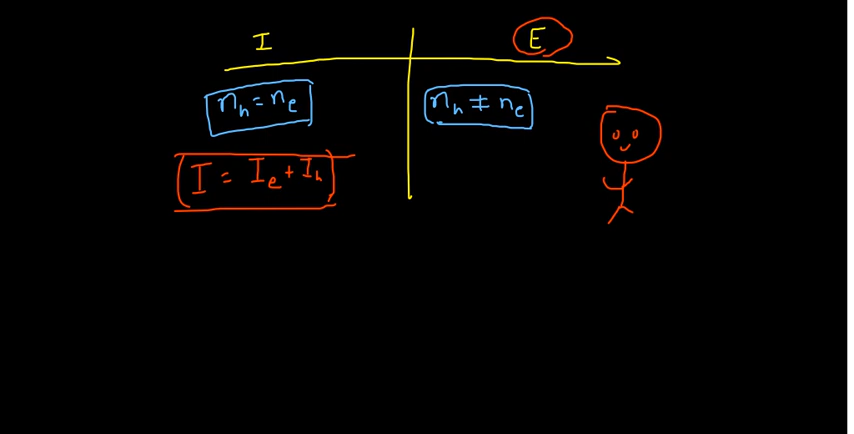 I E
n_h = n_e n_h ≠ n_e
I = I_e + I_h